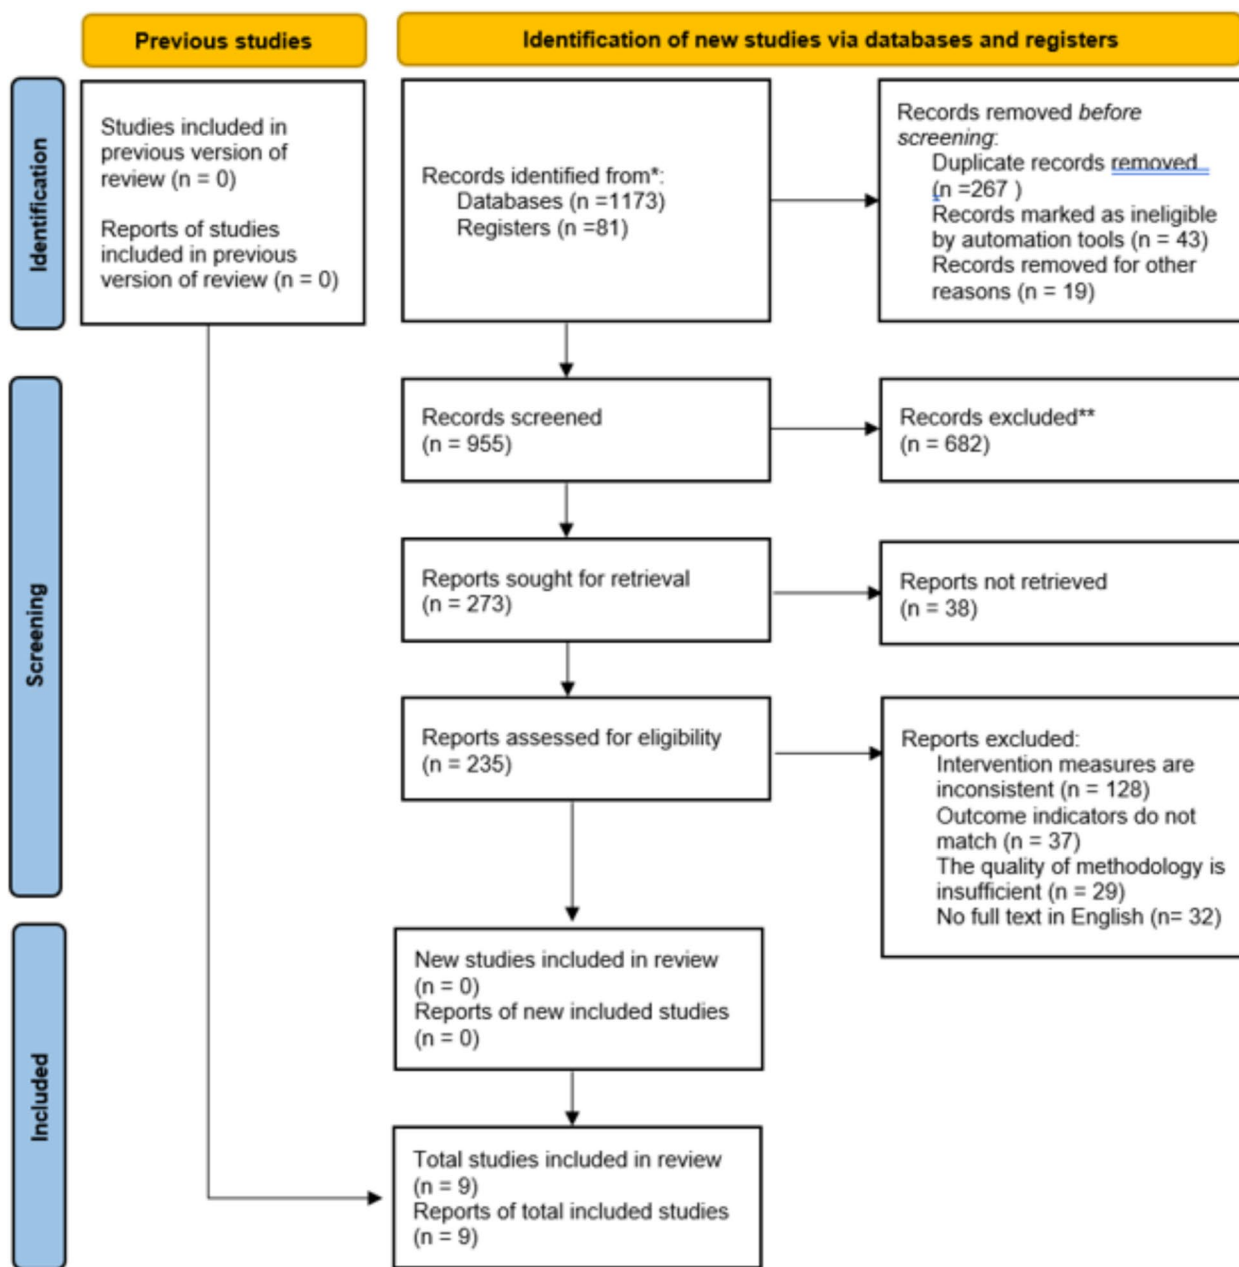 Previous studies
Identification of new studies via databases and registers
Identification
Studies included in
previous version of
review (n = 0)
Reports of studies
included in previous
version of review (n = 0)
Records identified from*:
Databases (n =1173)
Registers (n =81)
Records removed before
screening:
Duplicate records removed
(n =267 )
Records marked as ineligible
by automation tools (n = 43)
Records removed for other
reasons (n = 19)
Screening
Records screened
(n = 955)
Records excluded**
(n = 682)
Reports sought for retrieval
(n = 273)
Reports not retrieved
(n = 38)
Reports assessed for eligibility
(n = 235)
Reports excluded:
Intervention measures are
inconsistent (n = 128)
Outcome indicators do not
match (n = 37)
The quality of methodology is
insufficient (n = 29)
No full text in English (n= 32)
Included
New studies included in review
(n = 0)
Reports of new included studies
(n = 0)
Total studies included in review
(n = 9)
Reports of total included studies
(n = 9)